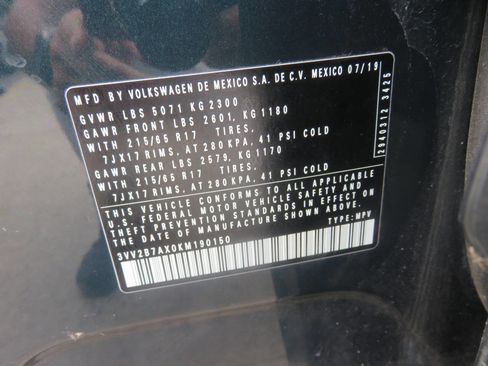 MFD BY VOLKSWAGEN DE MEXICO S.A. DE C.V. MEXICO 07/19
GVWR LBS 5071 KG 2300
GAWR FRONT LBS 2601, KG 1180
WITH 215/65 R17 TIRES,
7JX17 RIMS, AT 280 KPA, 41 PSI COLD
GAWR REAR LBS 2579, KG 1170
WITH 215/65 R17 TIRES,
7JX17 RIMS, AT 280 KPA, 41 PSI COLD
THIS VEHICLE CONFORMS TO ALL APPLICABLE
U.S. FEDERAL MOTOR VEHICLE SAFETY AND
THEFT PREVENTION STANDARDS IN EFFECT ON
THE DATE OF MANUFACTURE SHOWN ABOVE.
3VV2B7AX0KM190150 TYPE: MPV
2940312 3425